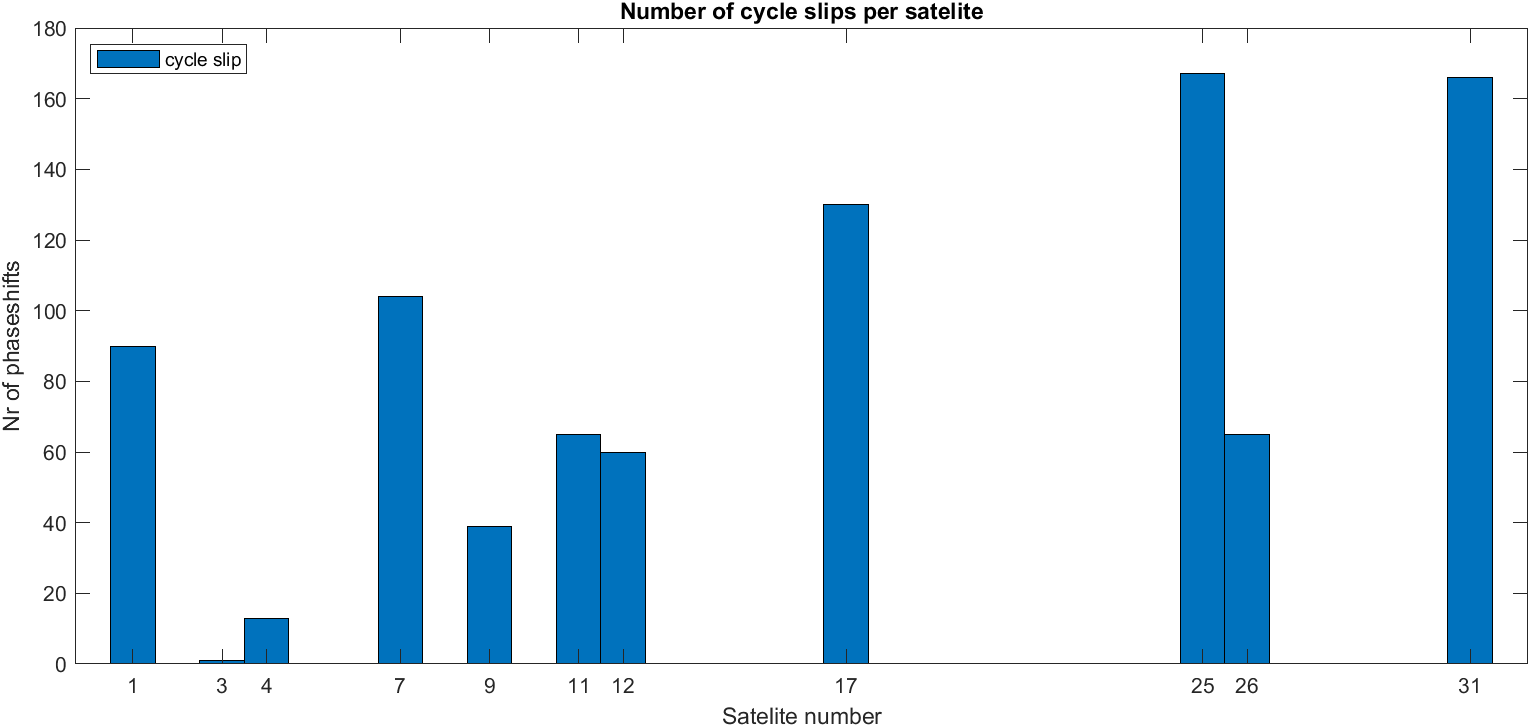 Number of cycle slips per satelite
cycle slip
Nr of phaseshifts
180
160
140
120
100
80
60
40
20
0
1 3 4 7 9 11 12 17 25 26 31
Satelite number